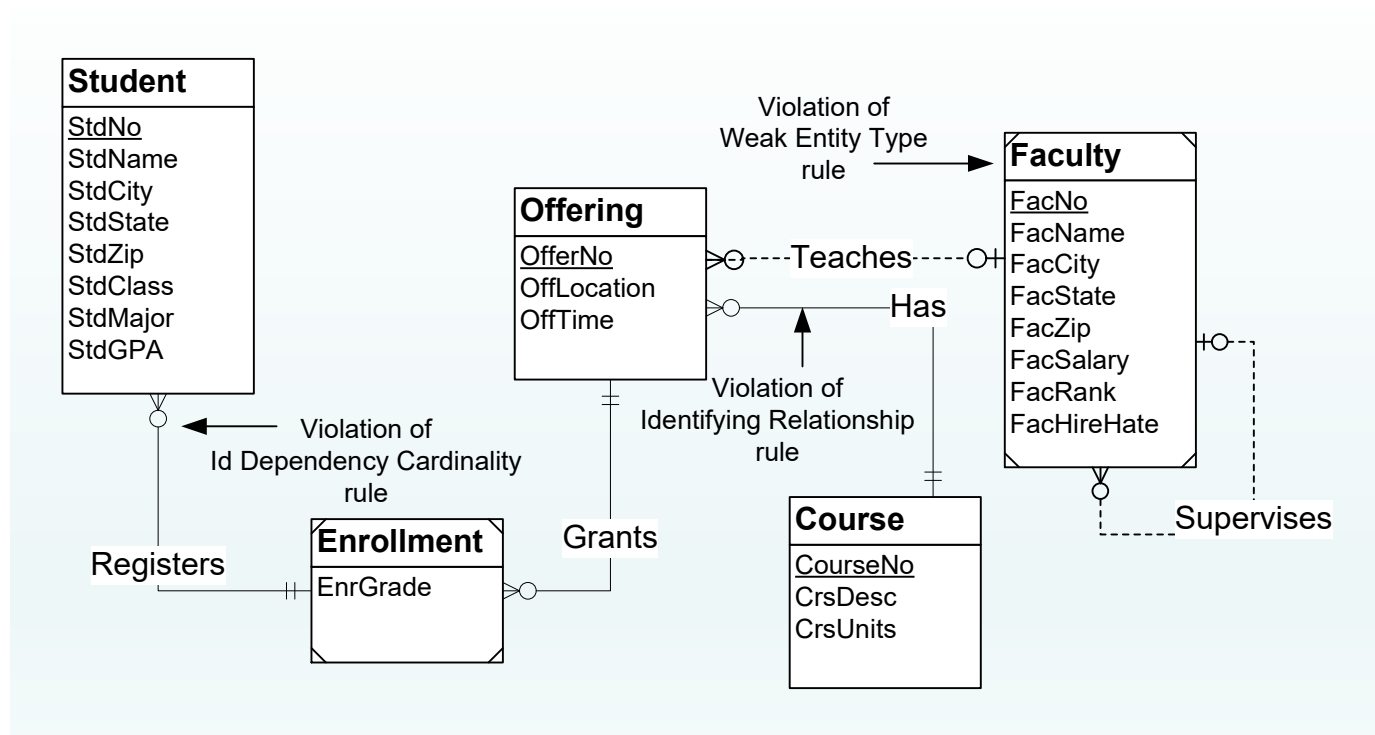 Student
StdNo
StdName
StdCity
StdState
StdZip
StdClass
StdMajor
StdGPA
Violation of
Id Dependency Cardinality
rule
Registers
Enrollment
EnrGrade
Grants
Offering
OfferNo
OffLocation
OffTime
Teaches
Has
Violation of
Identifying Relationship
rule
Course
CourseNo
CrsDesc
CrsUnits
Violation of
Weak Entity Type
rule
Faculty
FacNo
FacName
FacCity
FacState
FacZip
FacSalary
FacRank
FacHireHate
Supervises